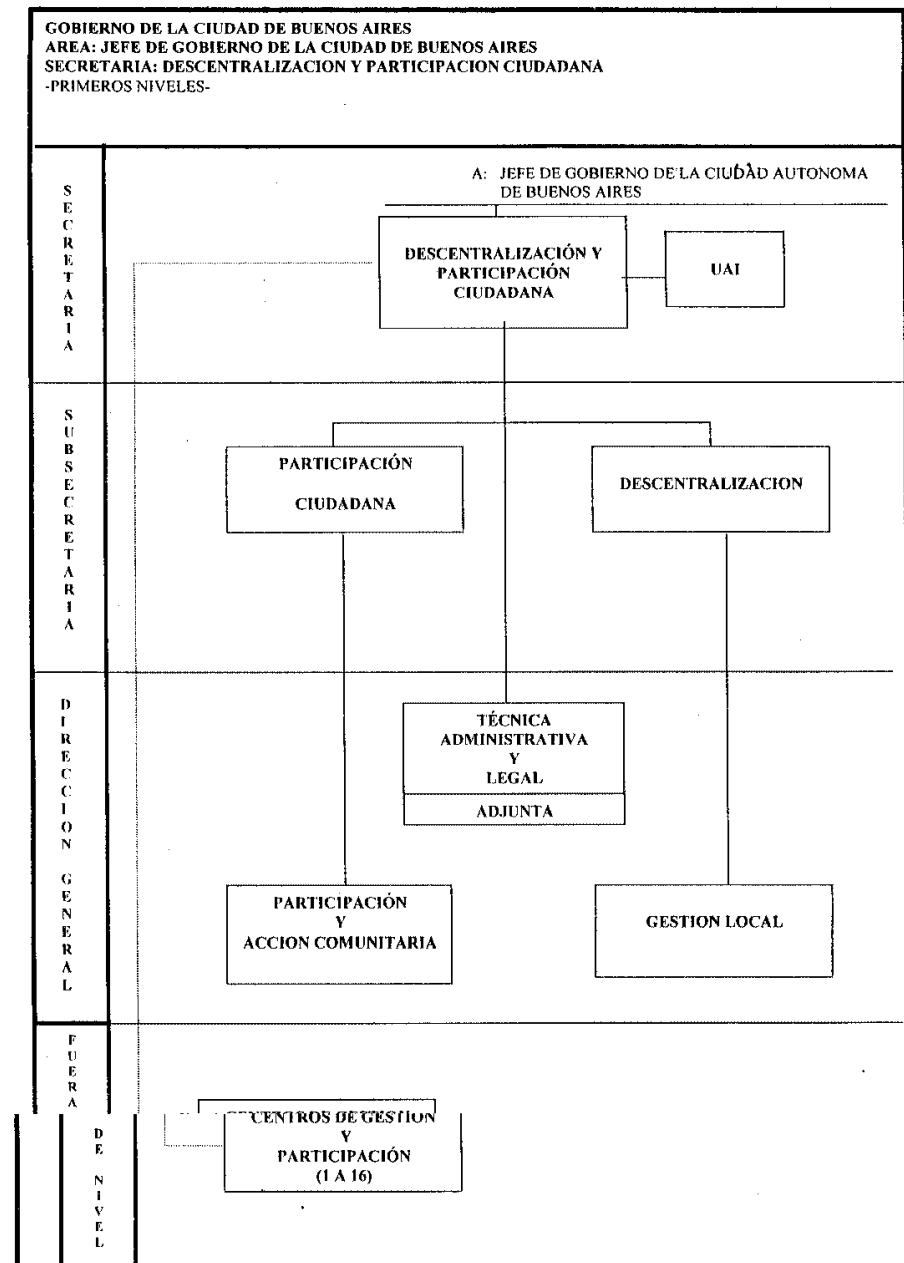 GOBIERNO DE LA CIUDAD DE BUENOS AIRES
AREA: JEFE DE GOBIERNO DE LA CIUDAD DE BUENOS AIRES
SECRETARIA: DESCENTRALIZACION Y PARTICIPACION CIUDADANA
-PRIMEROS NIVELES-
SECRETARIA
A: JEFE DE GOBIERNO DE LA CIUDAD AUTONOMA
DE BUENOS AIRES
DESCENTRALIZACIÓN Y
PARTICIPACIÓN
CIUDADANA
UAI
SUBSECRETARIA
PARTICIPACIÓN
CIUDADANA
DESCENTRALIZACION
DIRECCION GENERAL
TÉCNICA
ADMINISTRATIVA
Y
LEGAL
ADJUNTA
PARTICIPACIÓN
Y
ACCION COMUNITARIA
GESTION LOCAL
FUERA
DE NIVEL
CENTROS DE GESTION
Y
PARTICIPACIÓN
(1 A 16)